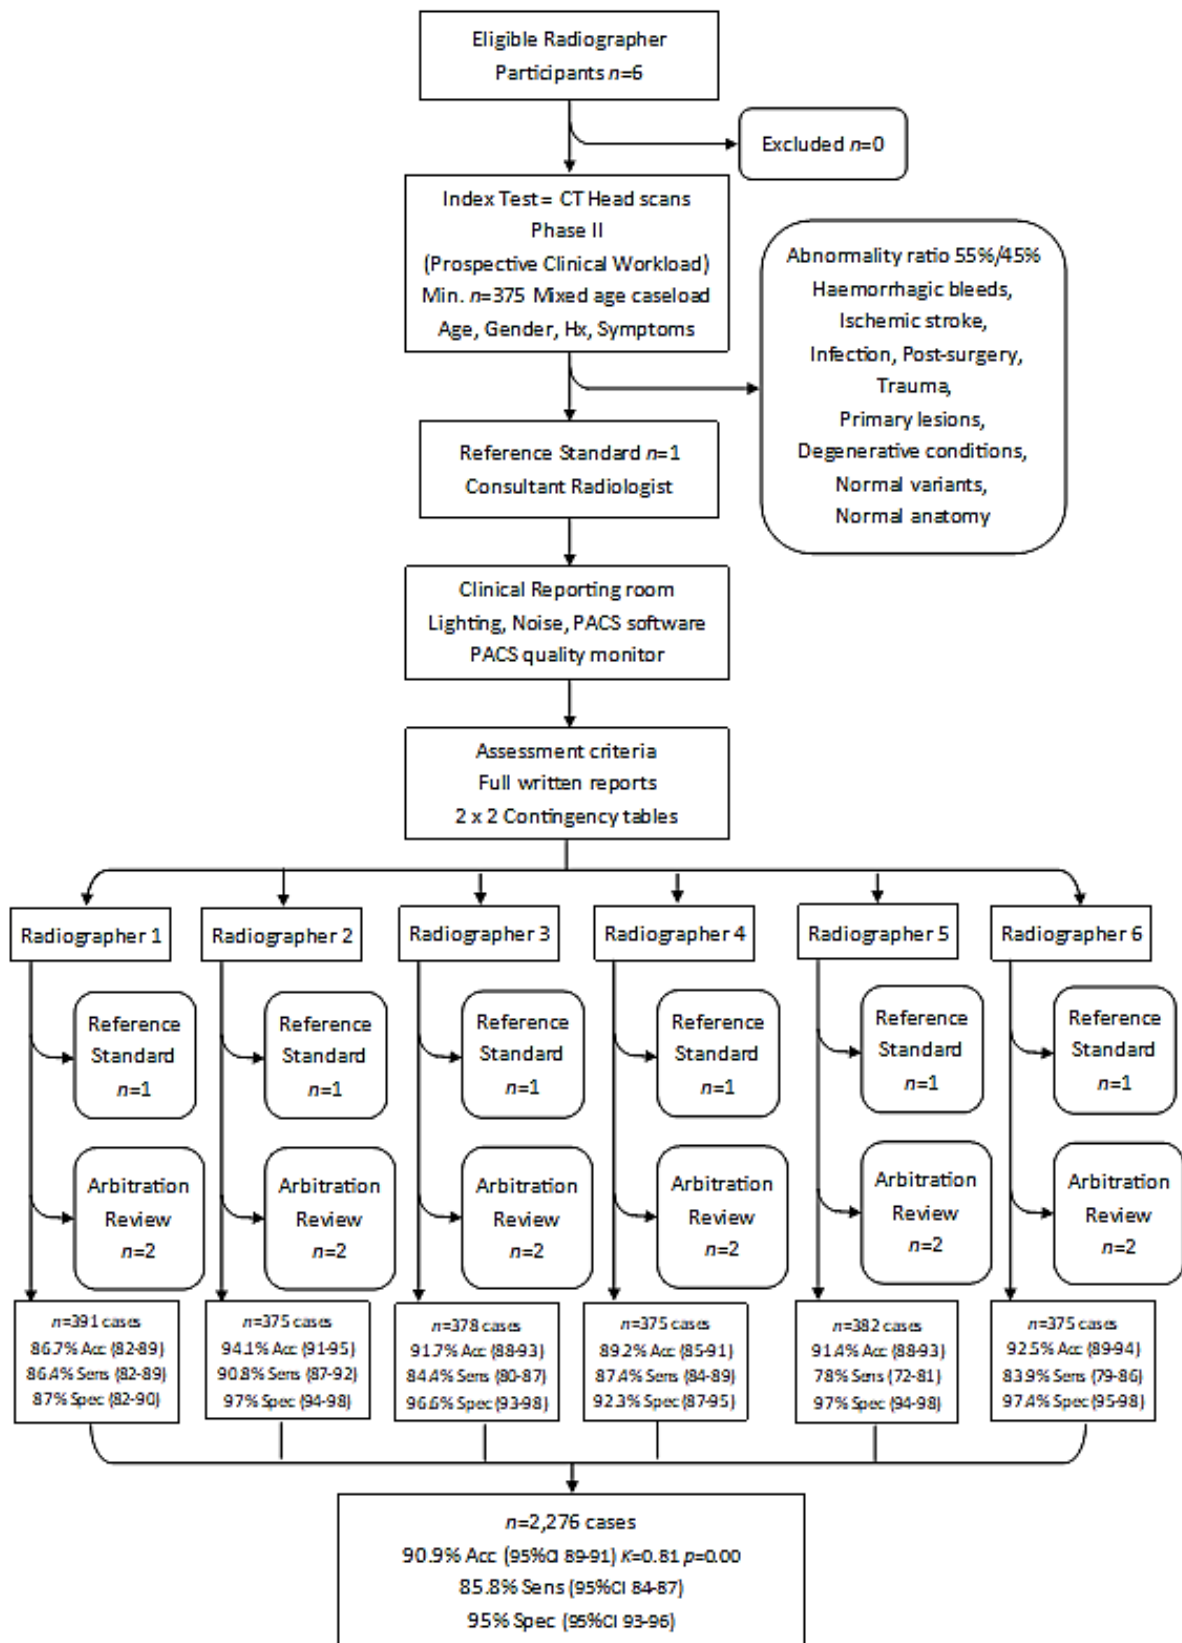 Eligible Radiographer
Participants n=6
Excluded n=0
Index Test = CT Head scans
Phase II
(Prospective Clinical Workload)
Min. n=375 Mixed age caseload
Age, Gender, Hx, Symptoms
Abnormality ratio 55%/45%
Haemorrhagic bleeds,
Ischemic stroke,
Infection, Post-surgery,
Trauma,
Primary lesions,
Degenerative conditions,
Normal variants,
Normal anatomy
Reference Standard n=1
Consultant Radiologist
Clinical Reporting room
Lighting, Noise, PACS software
PACS quality monitor
Assessment criteria
Full written reports
2 x 2 Contingency tables
Radiographer 1
Reference
Standard
n=1
Arbitration
Review
n=2
n=391 cases
86.7% Acc (82-89)
86.4% Sens (82-89)
87% Spec (82-90)
Radiographer 2
Reference
Standard
n=1
Arbitration
Review
n=2
n=375 cases
94.1% Acc (91-95)
90.8% Sens (87-92)
97% Spec (94-98)
Radiographer 3
Reference
Standard
n=1
Arbitration
Review
n=2
n=378 cases
91.7% Acc (88-93)
84.4% Sens (80-87)
96.6% Spec (93-98)
Radiographer 4
Reference
Standard
n=1
Arbitration
Review
n=2
n=375 cases
89.2% Acc (85-91)
87.4% Sens (84-89)
92.3% Spec (87-95)
Radiographer 5
Reference
Standard
n=1
Arbitration
Review
n=2
n=382 cases
91.4% Acc (88-93)
78% Sens (72-81)
97% Spec (94-98)
Radiographer 6
Reference
Standard
n=1
Arbitration
Review
n=2
n=375 cases
92.5% Acc (89-94)
83.9% Sens (79-86)
97.4% Spec (95-98)
n=2,276 cases
90.9% Acc (95%CI 89-91) K=0.81 p=0.00
85.8% Sens (95%CI 84-87)
95% Spec (95%CI 93-96)